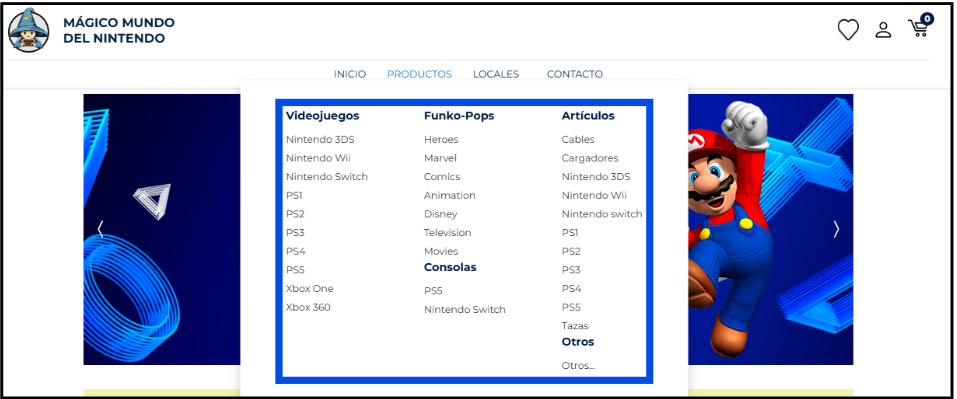 MÁGICO MUNDO
DEL NINTENDO
0
INICIO PRODUCTOS LOCALES CONTACTO
Videojuegos
Nintendo 3DS
Nintendo Wii
Nintendo Switch
PS1
PS2
PS3
PS4
PS5
Xbox One
Xbox 360
Funko-Pops
Heroes
Marvel
Comics
Animation
Disney
Television
Movies
Consolas
PS5
Nintendo Switch
Artículos
Cables
Cargadores
Nintendo 3DS
Nintendo Wii
Nintendo switch
PS1
PS2
PS3
PS4
PS5
Tazas
Otros
Otros...